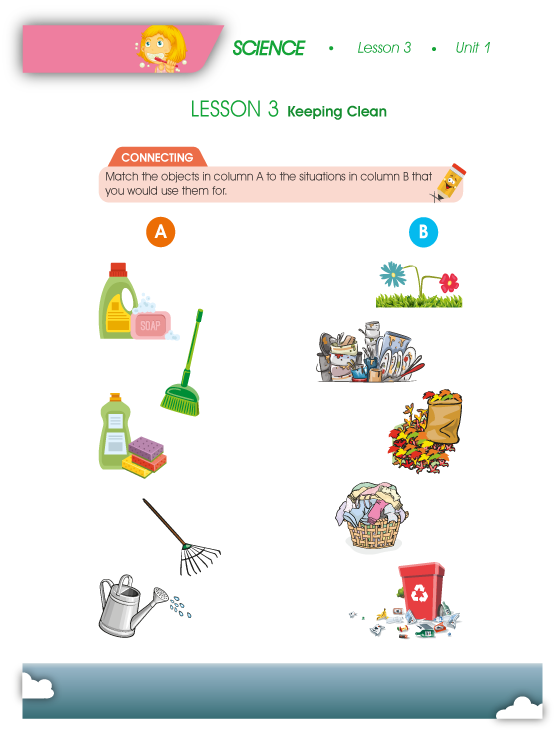 SCIENCE • Lesson 3 • Unit 1
LESSON 3 Keeping Clean
CONNECTING
Match the objects in column A to the situations in column B that
you would use them for.
A
B
SOAP